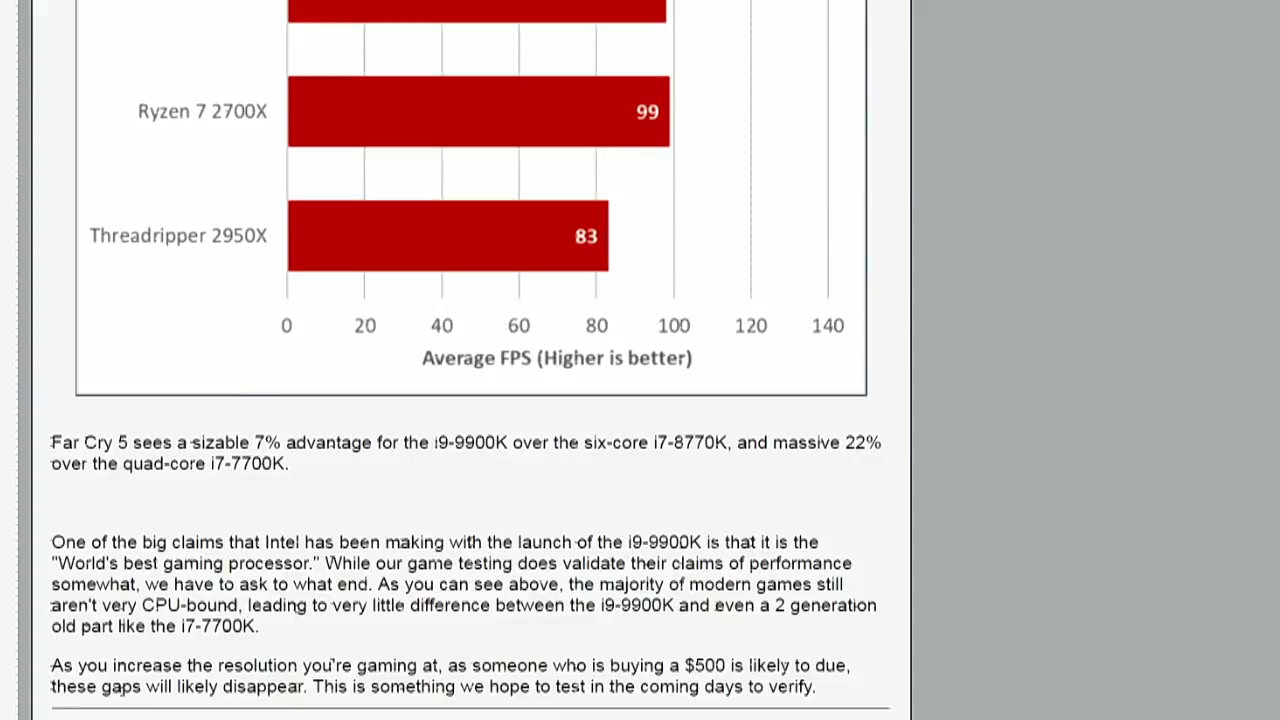 Ryzen 7 2700X 99
Threadripper 2950X 83
0 20 40 60 80 100 120 140
Average FPS (Higher is better)
Far Cry 5 sees a sizable 7% advantage for the i9-9900K over the six-core i7-8770K, and massive 22%
over the quad-core i7-7700K.
One of the big claims that Intel has been making with the launch of the i9-9900K is that it is the
"World's best gaming processor." While our game testing does validate their claims of performance
somewhat, we have to ask to what end. As you can see above, the majority of modern games still
aren't very CPU-bound, leading to very little difference between the i9-9900K and even a 2 generation
old part like the i7-7700K.
As you increase the resolution you're gaming at, as someone who is buying a $500 is likely to due,
these gaps will likely disappear. This is something we hope to test in the coming days to verify.